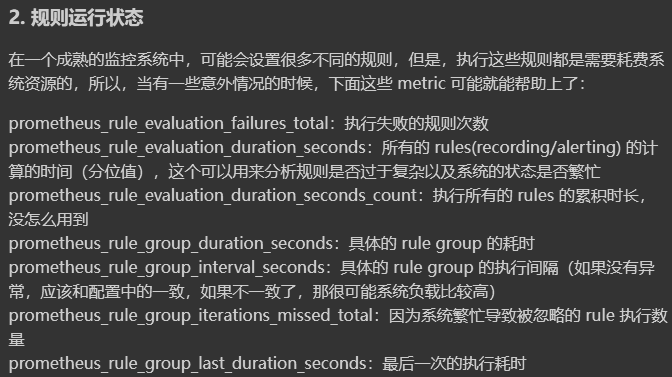 2. 规则运行状态
在一个成熟的监控系统中，可能会设置很多不同的规则，但是，执行这些规则都是需要耗费系
统资源的，所以，当有一些意外情况的时候，下面这些 metric 可能就能帮助上了：
prometheus_rule_evaluation_failures_total：执行失败的规则次数
prometheus_rule_evaluation_duration_seconds：所有的 rules(recording/alerting) 的计
算的时间（分位值），这个可以用来分析规则是否过于复杂以及系统的状态是否繁忙
prometheus_rule_evaluation_duration_seconds_count：执行所有的 rules 的累积时长，
没怎么用到
prometheus_rule_group_duration_seconds：具体的 rule group 的耗时
prometheus_rule_group_interval_seconds：具体的 rule group 的执行间隔（如果没有异
常，应该和配置中的一致，如果不一致了，那很可能系统负载比较高）
prometheus_rule_group_iterations_missed_total：因为系统繁忙导致被忽略的 rule 执行数
量
prometheus_rule_group_last_duration_seconds：最后一次的执行耗时